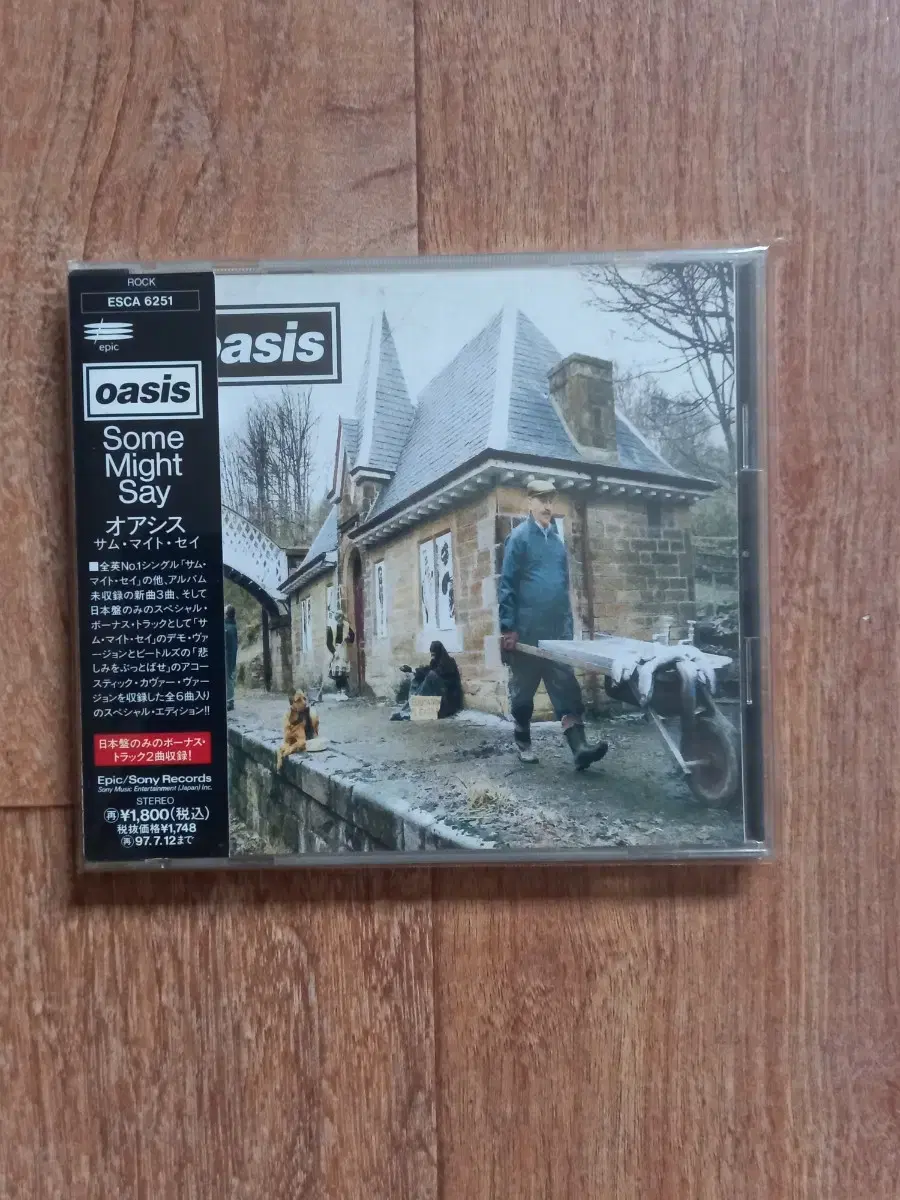 ROCK
ESCA 6251
epic
oasis
Some
Might
Say
オアシス
サム・マイト・セイ
■全英No.1シングル「サム・
マイト・セイ」の他、アルバム
未収録の新曲3曲、そして
日本盤のみのスペシャル・
ボーナス・トラックとして「サ
ム・マイト・セイ」のデモ・ヴァ
ージョンとビートルズの「悲
しみをぶっとばせ」のアコー
スティック・カヴァー・ヴァー
ジョンを収録した全6曲入り
のスペシャル・エディション!!
日本盤のみのボーナス・
トラック2曲収録!
Epic/Sony Records
Sony Music Entertainment (Japan) Inc.
STEREO
再¥1,800(税込)
税抜価格¥1,748
再97.7.12まで
oasis